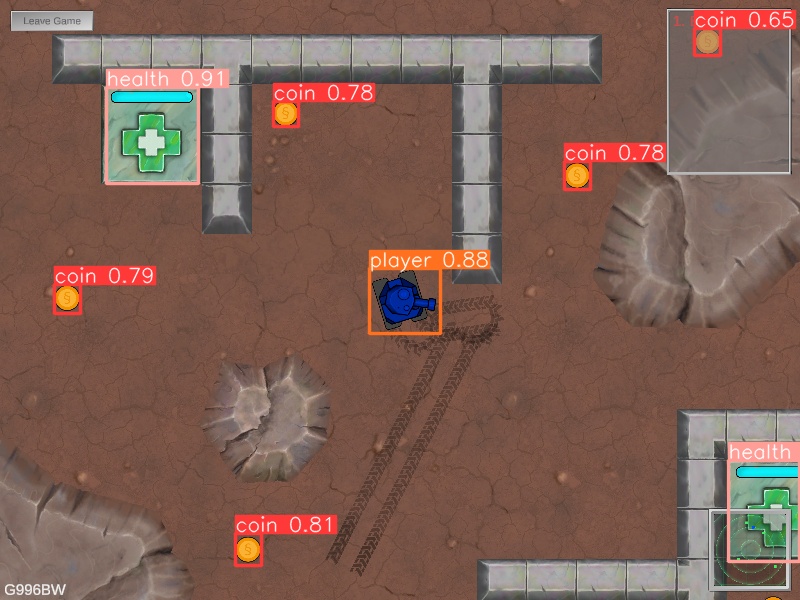 Leave Game
coin 0.65
health 0.91
coin 0.78
coin 0.78
player 0.88
coin 0.79
health
coin 0.81
G996BW